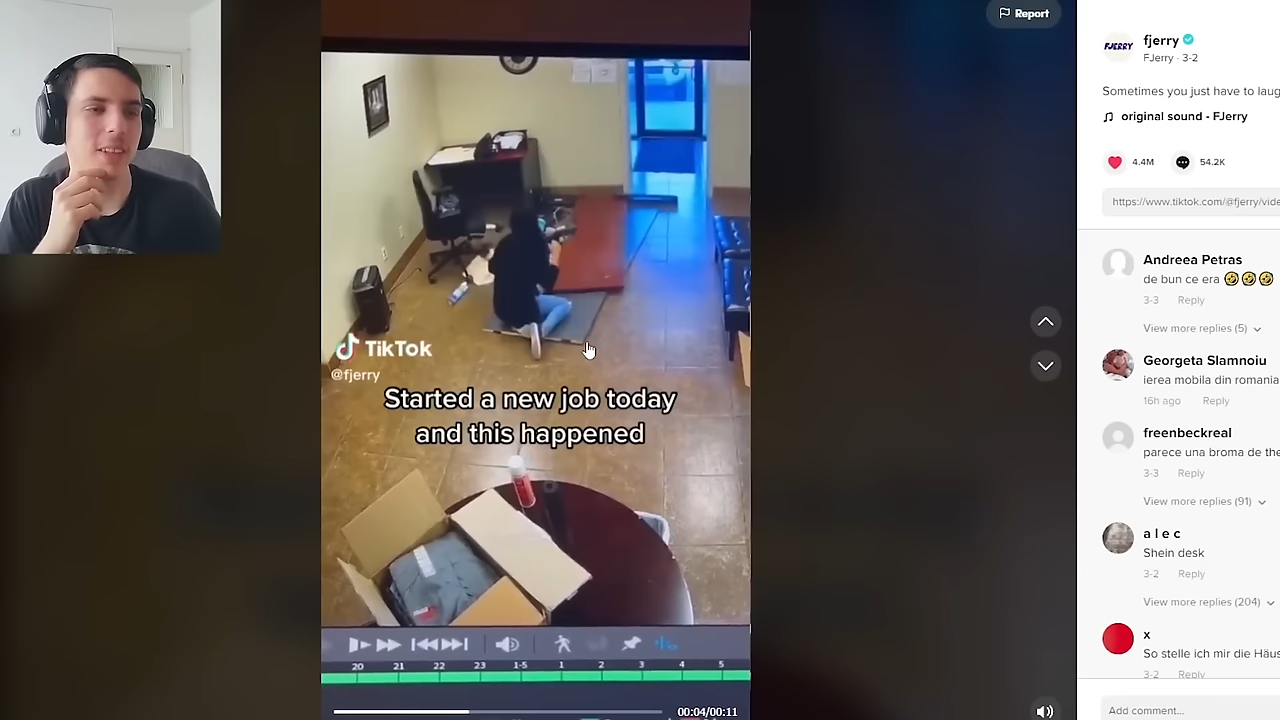 Report
FJERRY
fjerry
FJerry · 3-2
Sometimes you just have to laug
original sound - FJerry
4.4M
54.2K
https://www.tiktok.com/@fjerry/vide
Andreea Petras
de bun ce era 🤣🤣🤣
3-3 Reply
View more replies (5)
Georgeta Slamnoiu
ierea mobila din romania
16h ago Reply
freenbeckreal
parece una broma de the
3-3 Reply
View more replies (91)
a l e c
Shein desk
3-2 Reply
View more replies (204)
x
So stelle ich mir die Häus
3-2 Reply
Add comment...
TikTok
@fjerry
Started a new job today
and this happened
20 21 22 23 1-5 1 2 3 4 5
00:04/00:11